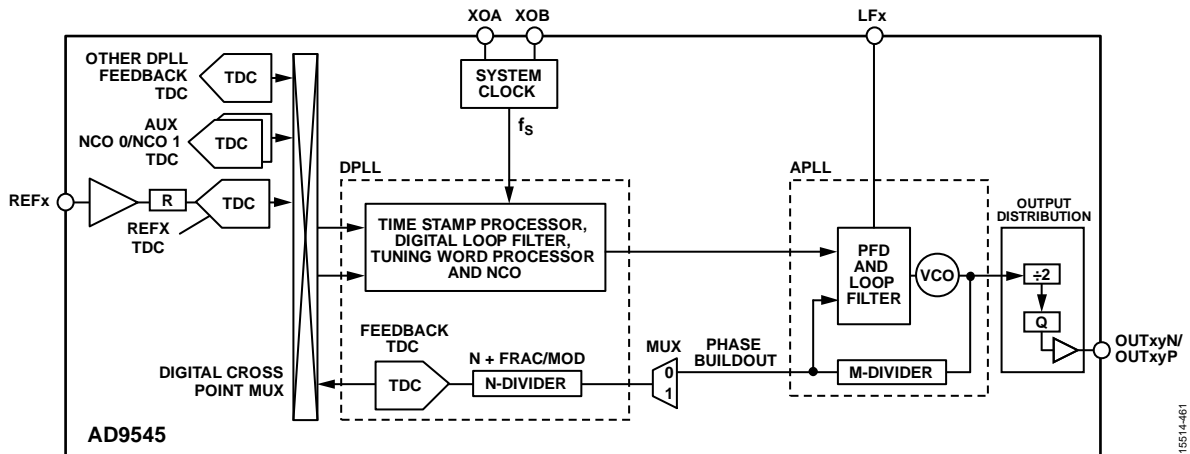 XOA
XOB
LFx
OTHER DPLL
FEEDBACK
TDC
TDC
SYSTEM
CLOCK
AUX
NCO 0/NCO 1
TDC
TDC
fS
DPLL
APLL
REFx
R
TDC
REFX
TDC
TIME STAMP PROCESSOR,
DIGITAL LOOP FILTER,
TUNING WORD PROCESSOR
AND NCO
PFD
AND
LOOP
FILTER
VCO
OUTPUT
DISTRIBUTION
÷2
Q
OUTxyN/
OUTxyP
FEEDBACK
TDC
TDC
N + FRAC/MOD
N-DIVIDER
MUX
0
1
PHASE
BUILDOUT
M-DIVIDER
DIGITAL CROSS
POINT MUX
AD9545
15514-461